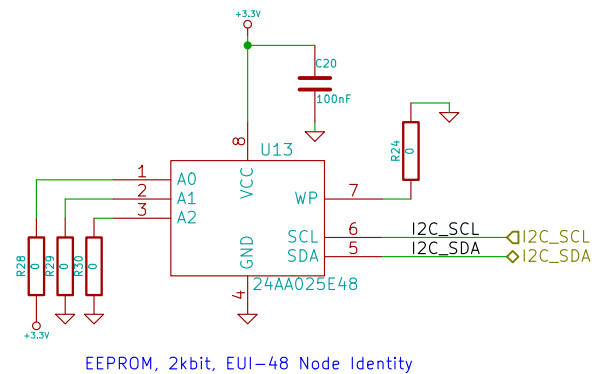 +3.3V
C20
100nF
U13
R24
0
8
VCC
1
A0
2
A1
3
A2
WP
7
SCL
6
I2C_SCL
I2C_SCL
SDA
5
I2C_SDA
I2C_SDA
GND
4
24AA025E48
R28
0
R29
0
R30
0
+3.3V
EEPROM, 2kbit, EUI-48 Node Identity